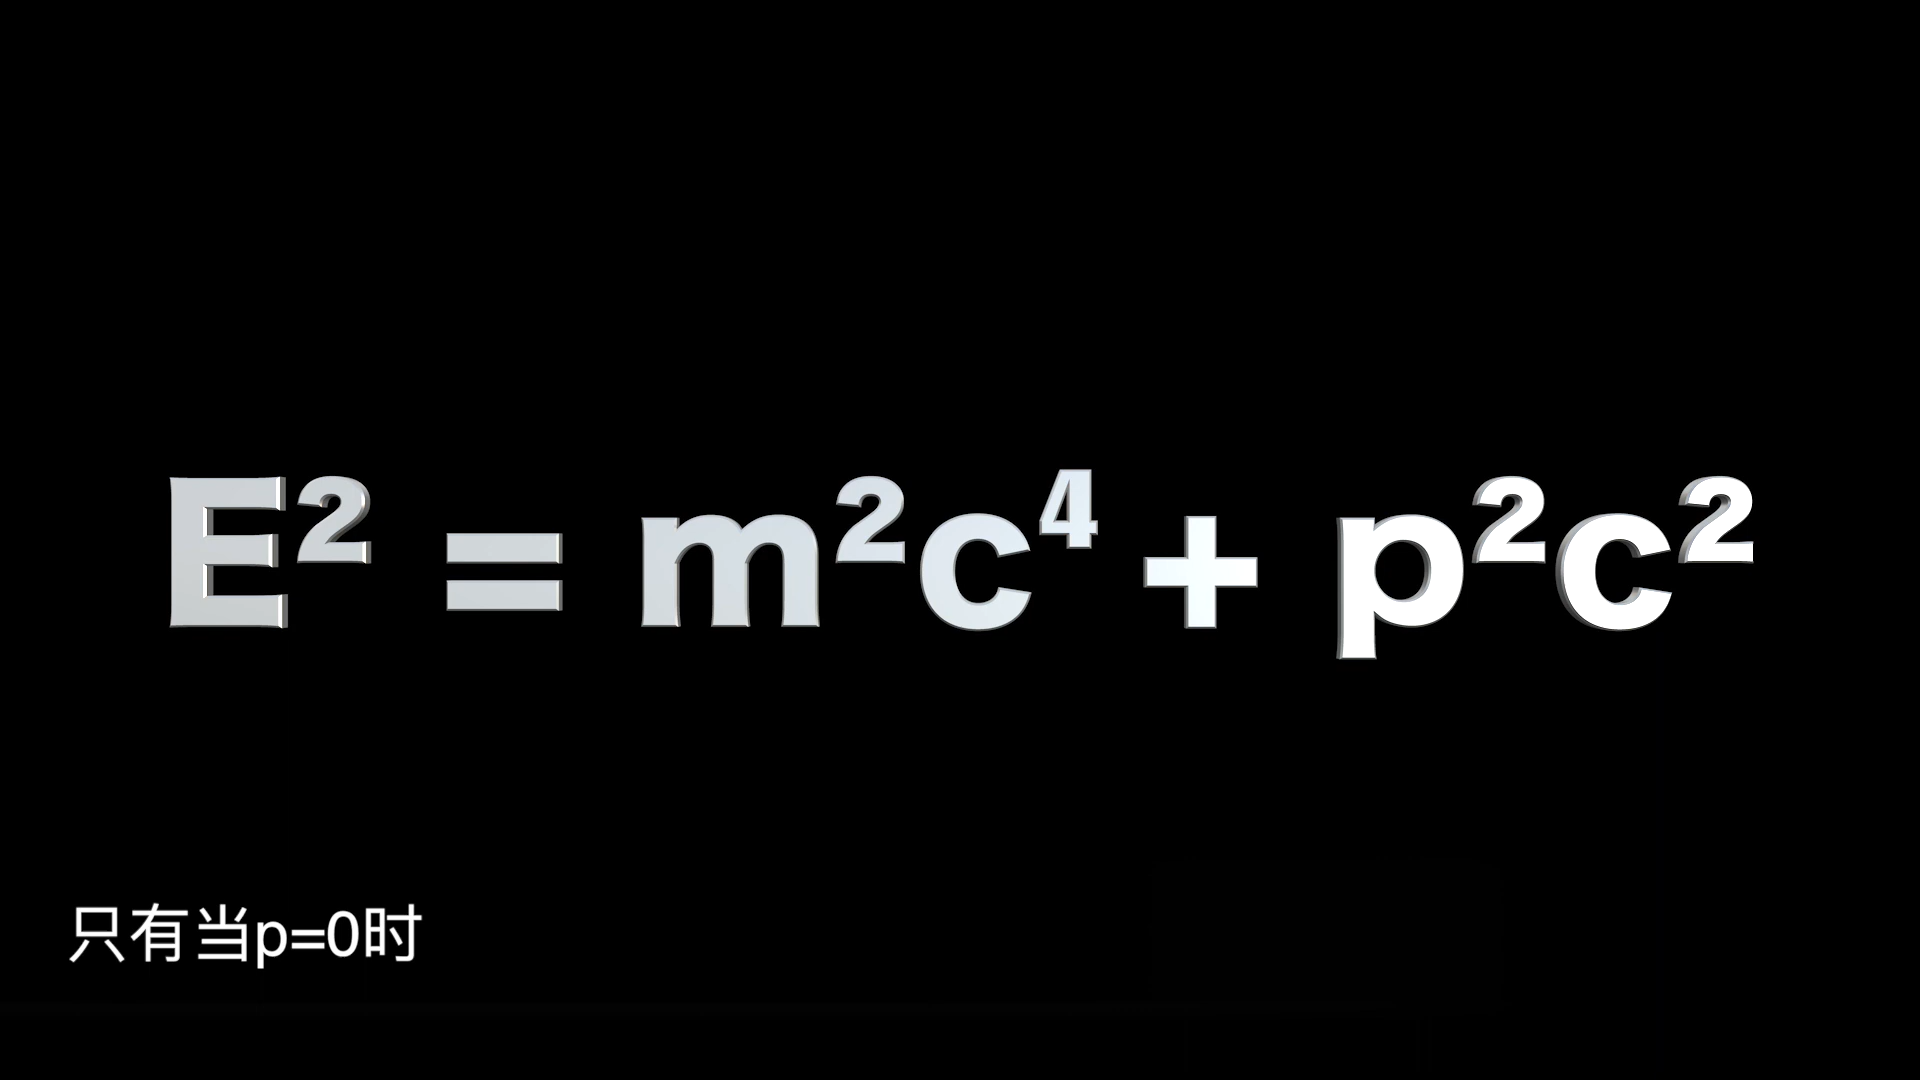 E² = m²c⁴ + p²c²
只有当p=0时